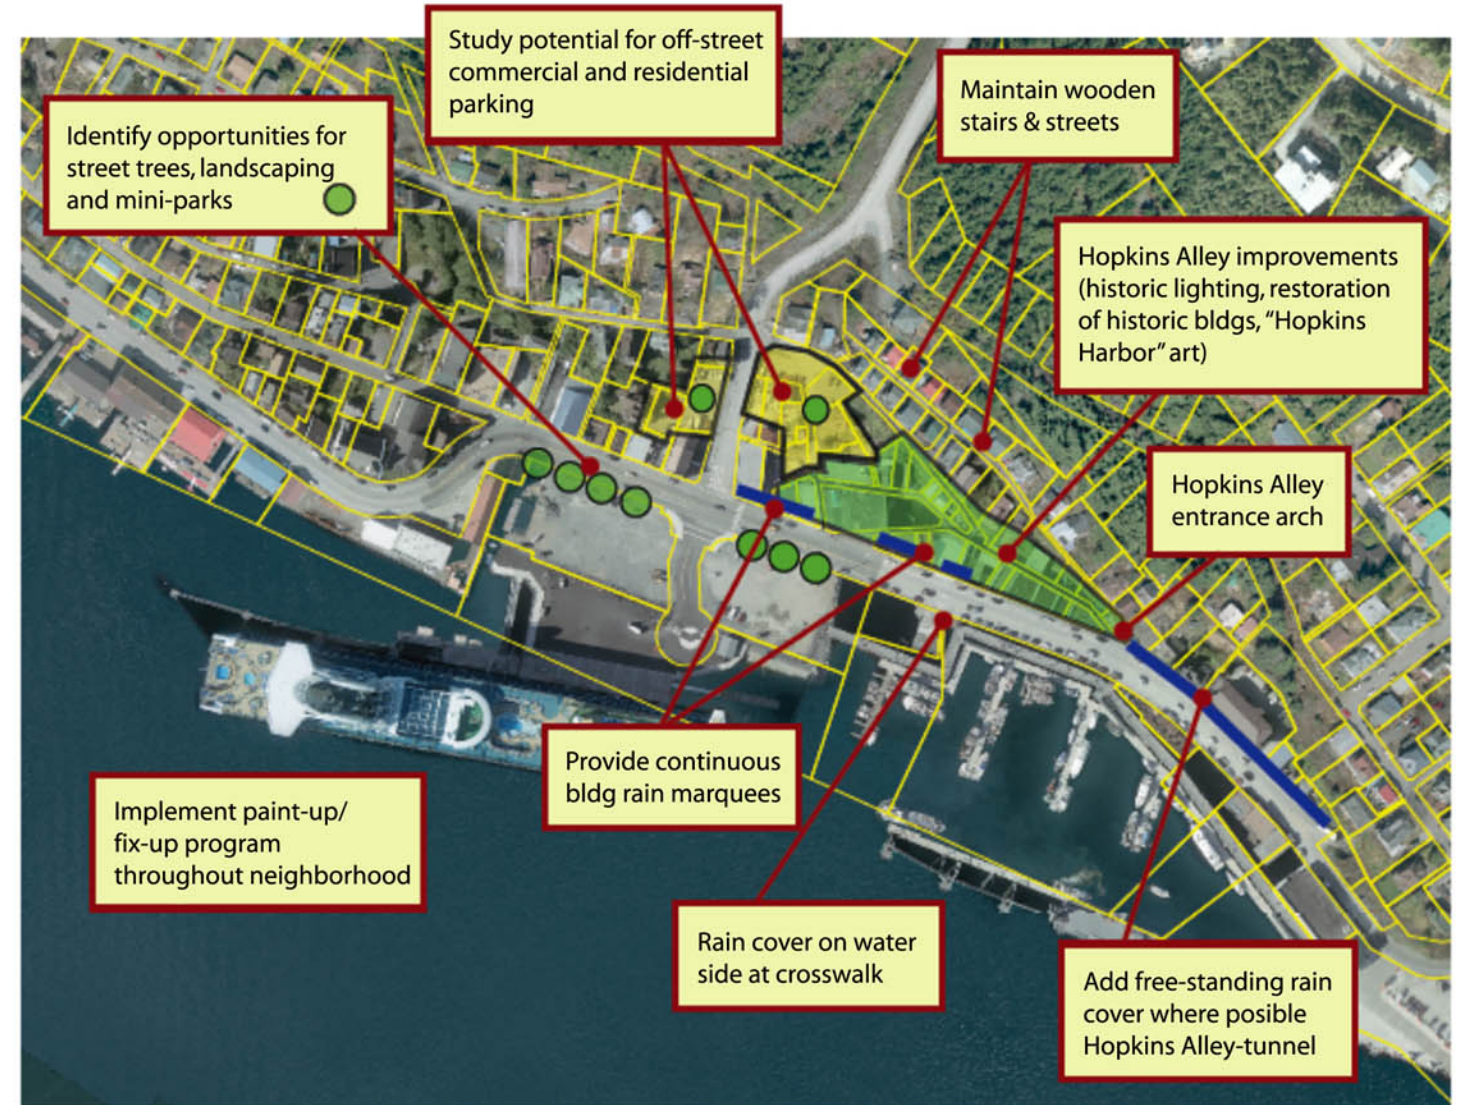 Study potential for off-street
commercial and residential
parking
Maintain wooden
stairs & streets
Identify opportunities for
street trees, landscaping
and mini-parks
Hopkins Alley improvements
(historic lighting, restoration
of historic bldgs, “Hopkins
Harbor” art)
Hopkins Alley
entrance arch
Provide continuous
bldg rain marquees
Implement paint-up/
fix-up program
throughout neighborhood
Rain cover on water
side at crosswalk
Add free-standing rain
cover where posible
Hopkins Alley-tunnel